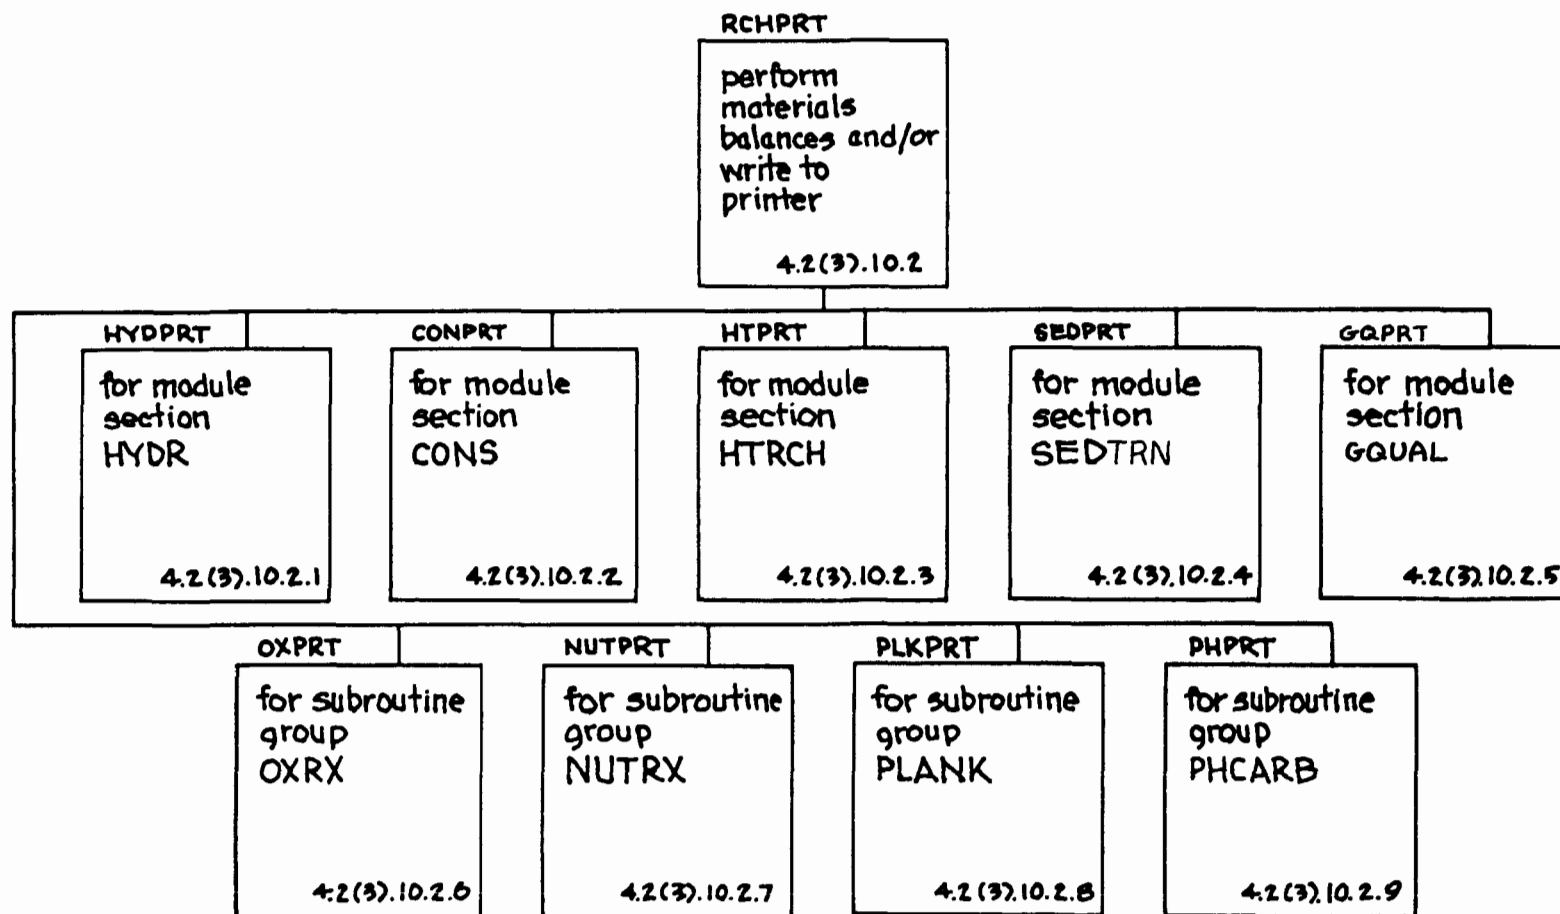 RCHPRT
perform
materials
balances and/or
write to
printer
4.2(3).10.2
HYDPRT
for module
section
HYDR
4.2(3).10.2.1
CONPRT
for module
section
CONS
4.2(3).10.2.2
HTPRT
for module
section
HTRCH
4.2(3).10.2.3
SEDPRT
for module
section
SEDTRN
4.2(3).10.2.4
GQPRT
for module
section
GQUAL
4.2(3).10.2.5
OXPRT
for subroutine
group
OXRX
4.2(3).10.2.6
NUTPRT
for subroutine
group
NUTRX
4.2(3).10.2.7
PLKPRT
for subroutine
group
PLANK
4.2(3).10.2.8
PHPRT
for subroutine
group
PHCARB
4.2(3).10.2.9